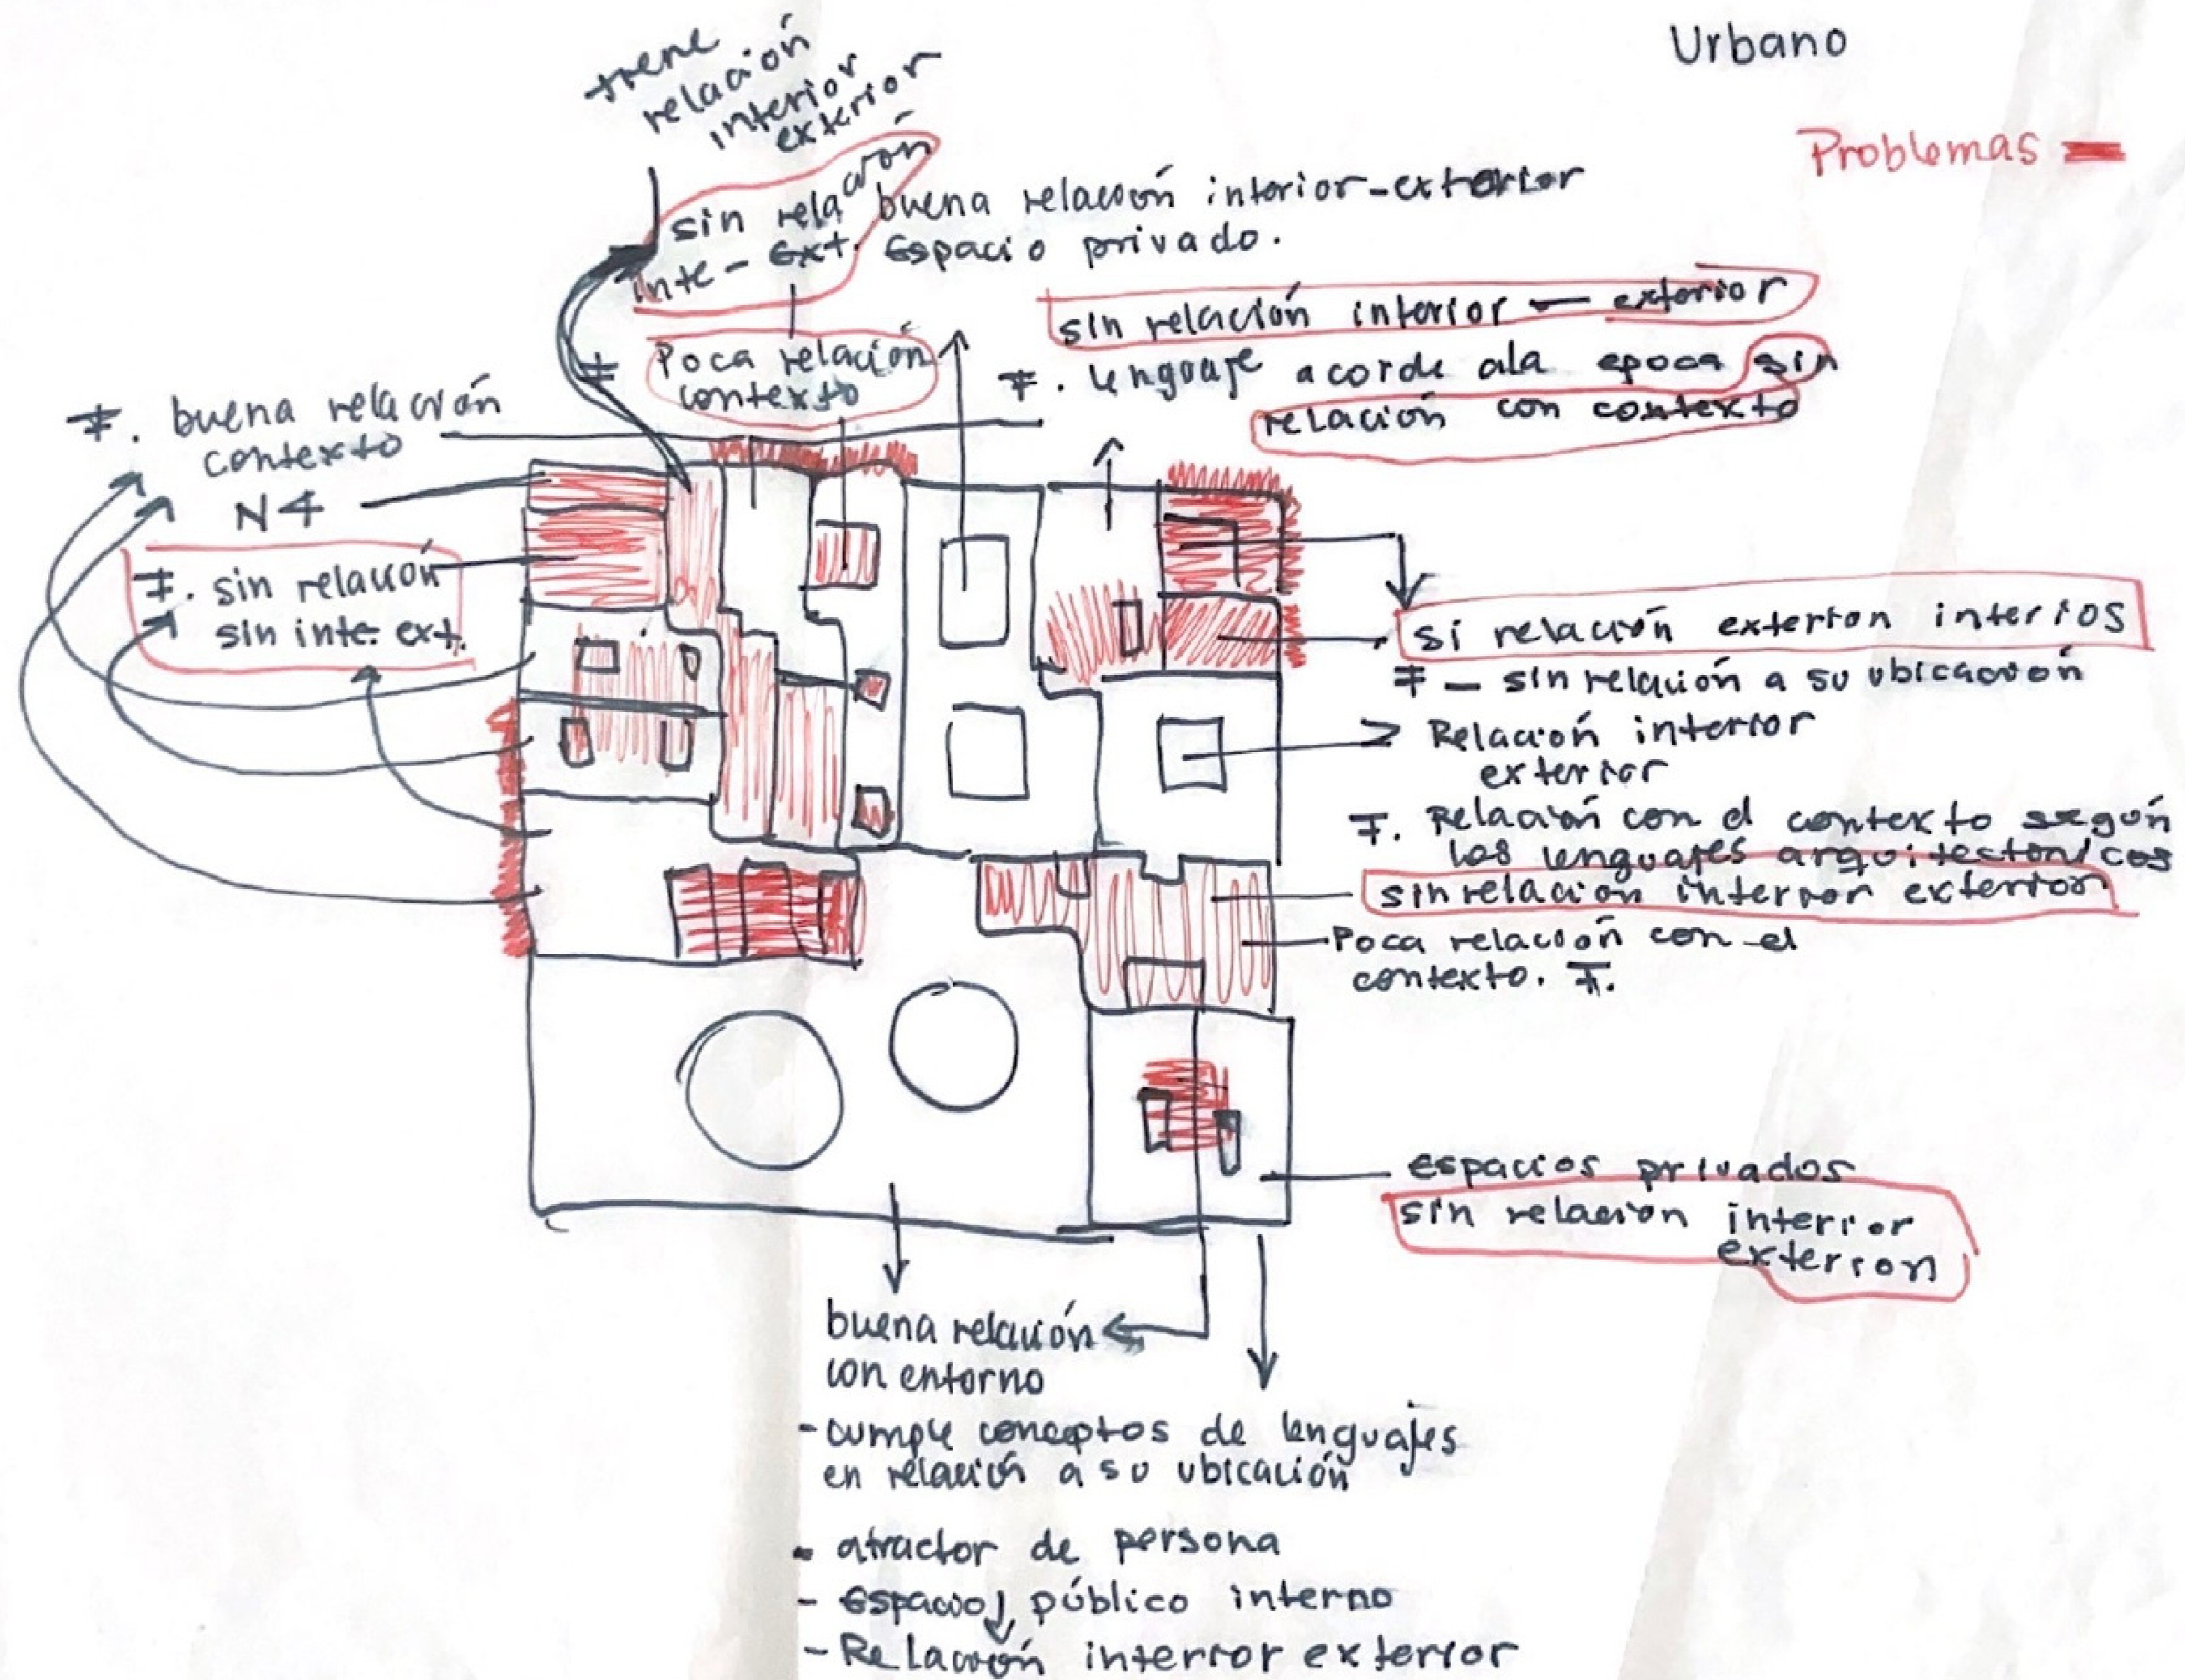 Urbano
Problemas
tiene
relación
interior
exterior
sin relación
inte - Ext.
buena relación interior-exterior
Espacio privado.
sin relación interior — exterior
Poca relación
contexto
F. lenguaje acorde ala epoca sin
relación con contexto
F. buena relación
contexto
N4
F. sin relación
sin inte. ext.
si relación exterior interios
F — sin relación a su ubicación
Relación interior
exterior
F. Relación con el contexto según
los lenguajes arquitectónicos
sin relación interior exterior
Poca relación con el
contexto. F.
espacios privados
sin relación interior
exterior
buena relación
con entorno
- cumple conceptos de lenguajes
en relación a su ubicación
- atractor de persona
- Espacio público interno
- Relación interior exterior